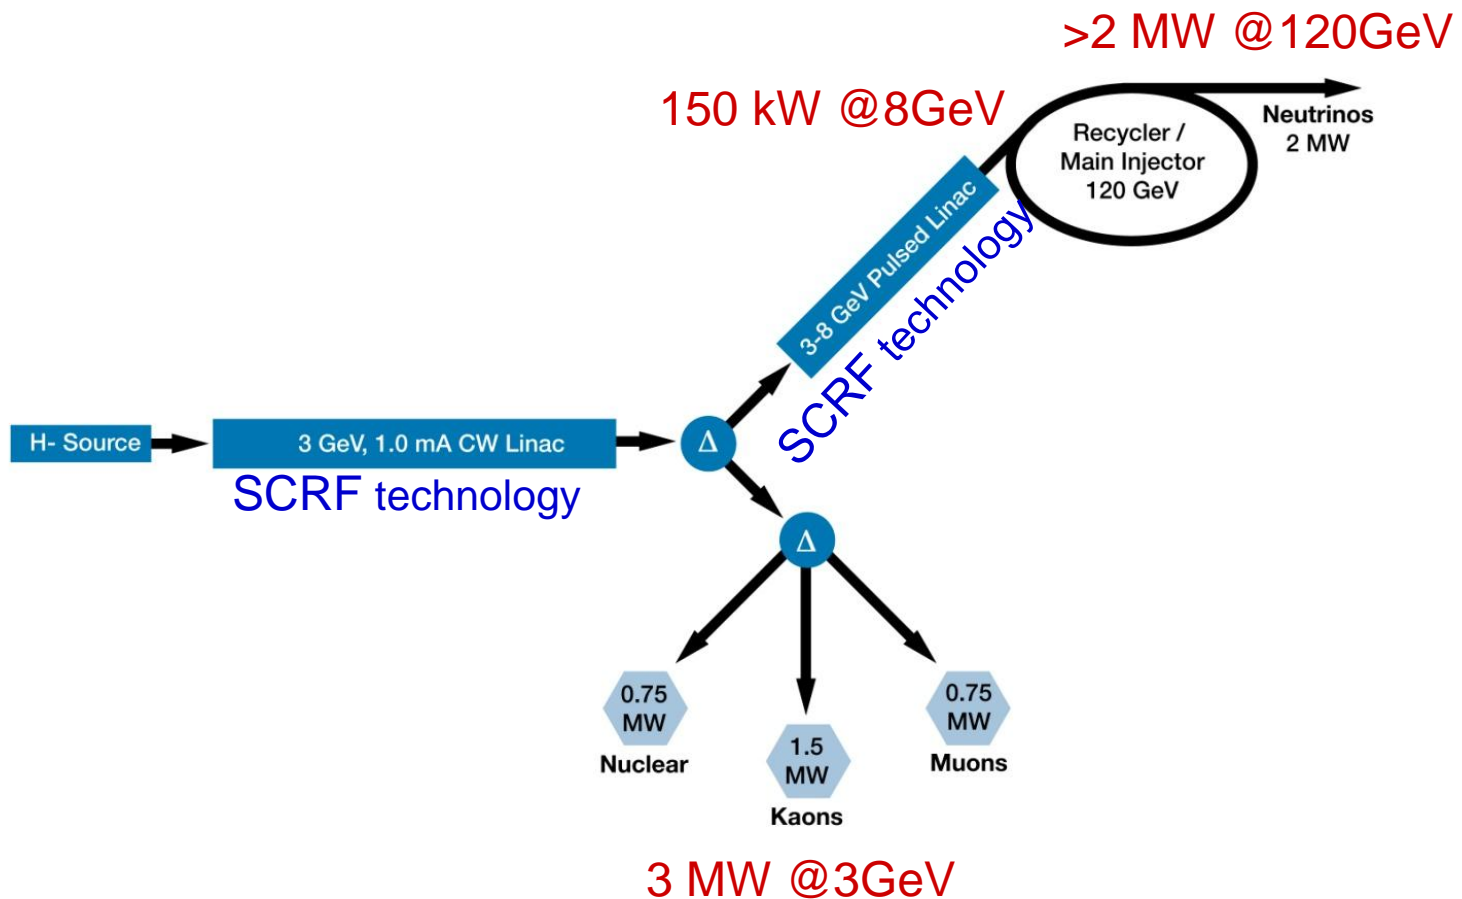 >2 MW @120GeV
150 kW @8GeV
Neutrinos
2 MW
Recycler /
Main Injector
120 GeV
3-8 GeV Pulsed Linac
SCRF technology
H- Source
3 GeV, 1.0 mA CW Linac
Δ
SCRF technology
Δ
0.75
MW
Nuclear
1.5
MW
Kaons
0.75
MW
Muons
3 MW @3GeV